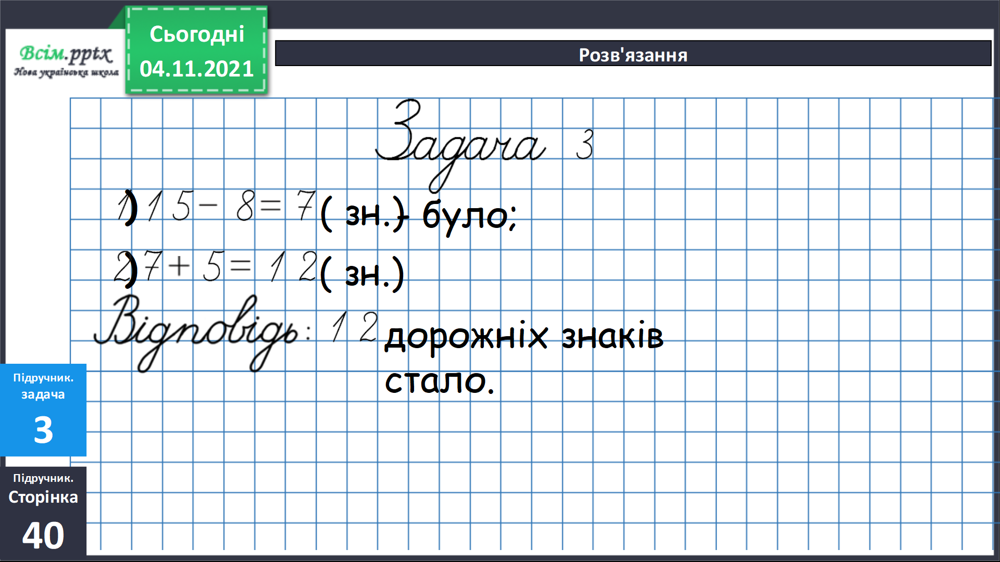 Всім.pptx
Нова українська школа
Сьогодні
04.11.2021
Розв'язання
Задача 3
1) 15 - 8 = 7 ( зн.) - було;
2) 7 + 5 = 12 ( зн.)
Відповідь: 12 дорожніх знаків
стало.
Підручник.
задача
3
Підручник.
Сторінка
40